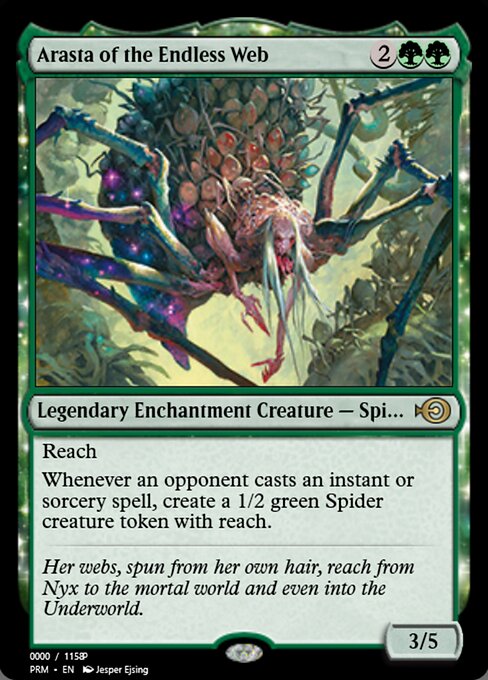 Arasta of the Endless Web 2
Legendary Enchantment Creature — Spi...
Reach
Whenever an opponent casts an instant or
sorcery spell, create a 1/2 green Spider
creature token with reach.
Her webs, spun from her own hair, reach from
Nyx to the mortal world and even into the
Underworld.
3/5
0000 / 1158P
PRM • EN Jesper Ejsing